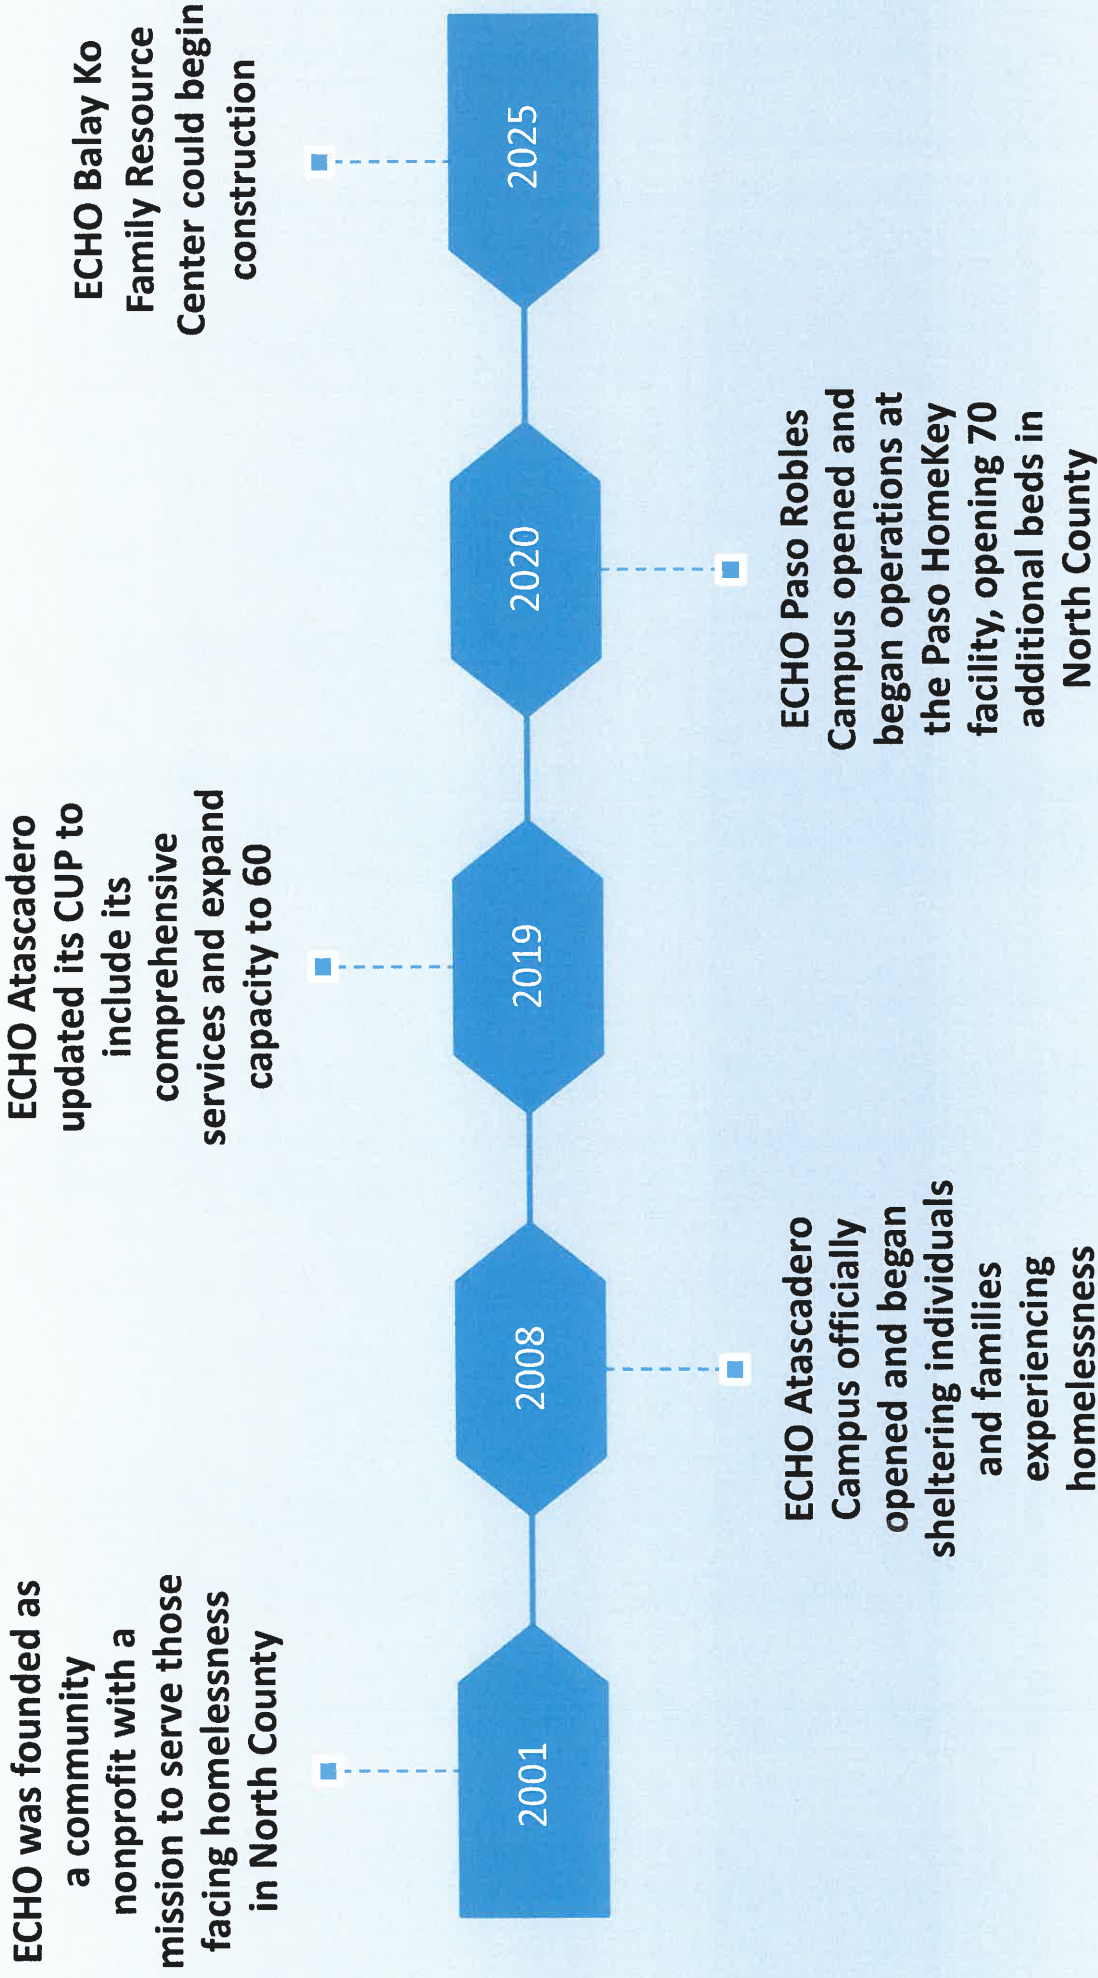 ECHO was founded as
a community
nonprofit with a
mission to serve those
facing homelessness
in North County
2001
ECHO Atascadero
Campus officially
opened and began
sheltering individuals
and families
experiencing
homelessness
2008
ECHO Atascadero
updated its CUP to
include its
comprehensive
services and expand
capacity to 60
2019
ECHO Paso Robles
Campus opened and
began operations at
the Paso HomeKey
facility, opening 70
additional beds in
North County
2020
ECHO Balay Ko
Family Resource
Center could begin
construction
2025